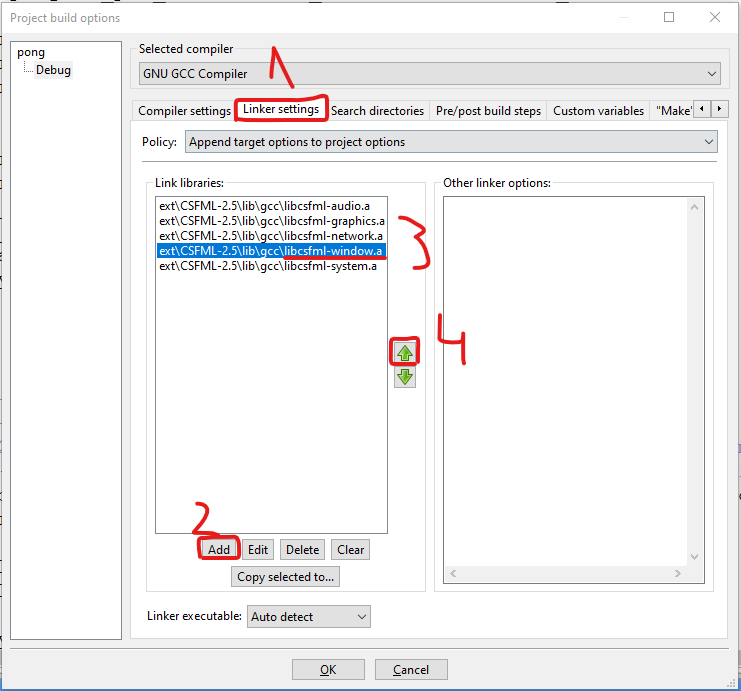 Project build options
pong
Debug
Selected compiler
GNU GCC Compiler
1
Compiler settings Linker settings Search directories Pre/post build steps Custom variables "Make"
Policy: Append target options to project options
Link libraries:
Other linker options:
ext\CSFML-2.5\lib\gcc\libcsfml-audio.a
ext\CSFML-2.5\lib\gcc\libcsfml-graphics.a
ext\CSFML-2.5\lib\gcc\libcsfml-network.a
ext\CSFML-2.5\lib\gcc\libcsfml-window.a
ext\CSFML-2.5\lib\gcc\libcsfml-system.a
3
4
2
Add Edit Delete Clear
Copy selected to...
Linker executable: Auto detect
OK Cancel